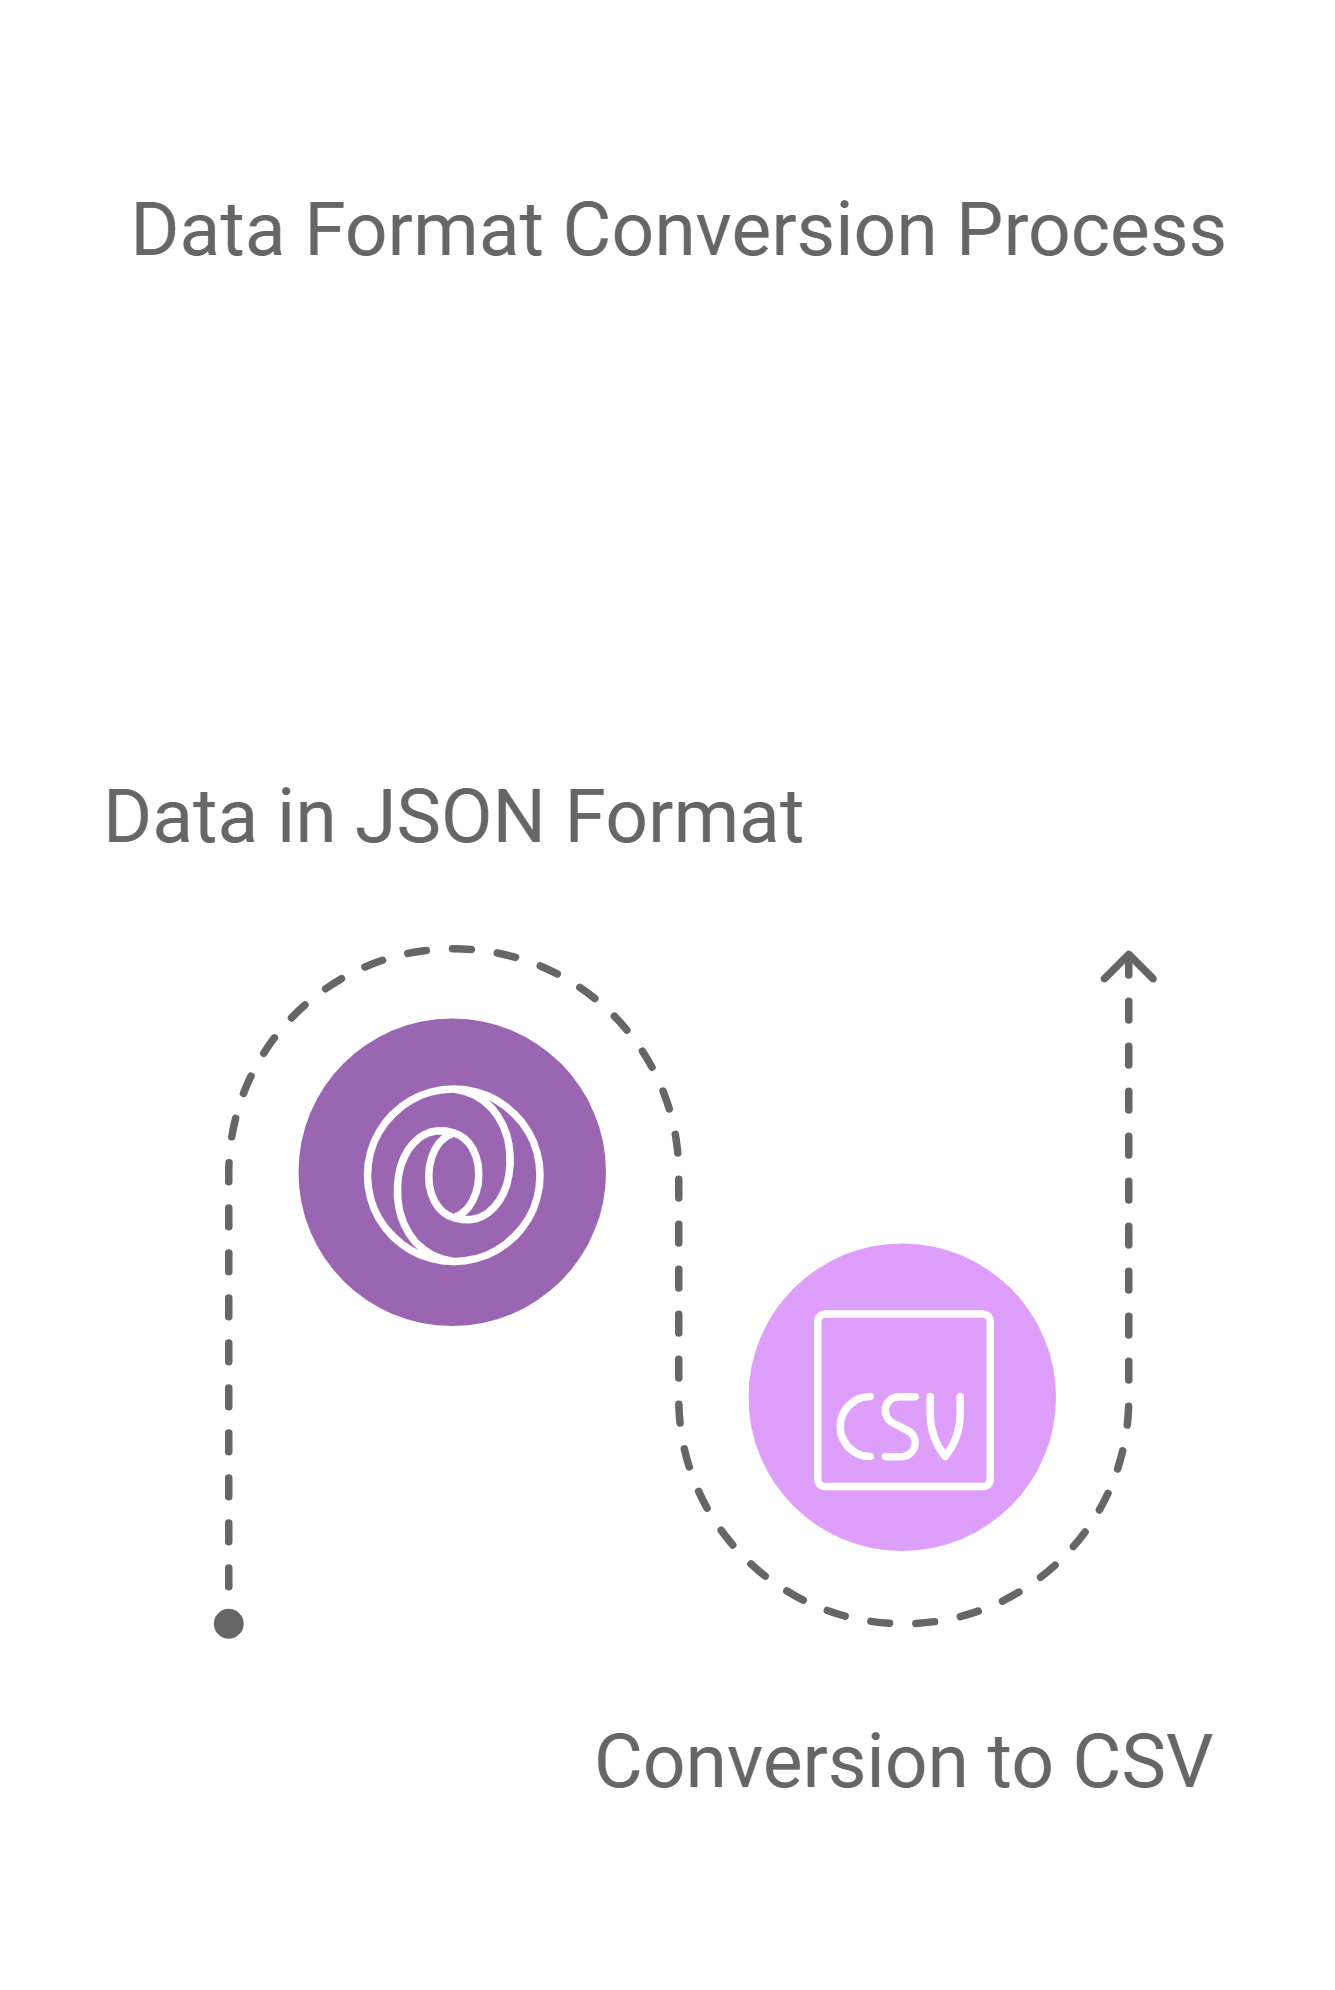 Data Format Conversion Process
Data in JSON Format
CSV
Conversion to CSV